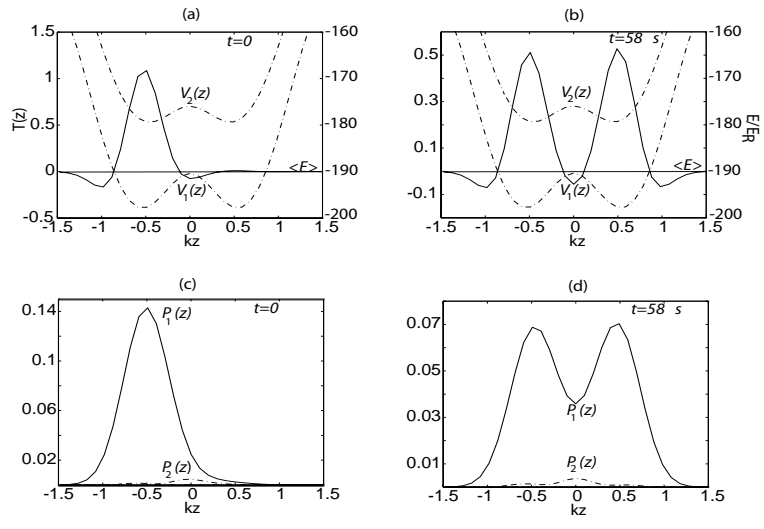 (a)
t=0
1.5
1
0.5
0
-0.5
T(z)
-160
-170
-180
-190
-200
V2(z)
V1(z)
<E>
-1.5 -1 -0.5 0 0.5 1 1.5
kz
(b)
t=58 s
0.5
0.3
0.1
-0.1
-160
-170
-180
-190
-200
E/ER
V2(z)
V1(z)
<E>
-1.5 -1 -0.5 0 0.5 1 1.5
kz
(c)
t=0
0.14
0.1
0.06
0.02
P1(z)
P2(z)
-1.5 -1 -0.5 0 0.5 1 1.5
kz
(d)
t=58 s
0.07
0.05
0.03
0.01
P1(z)
P2(z)
-1.5 -1 -0.5 0 0.5 1 1.5
kz